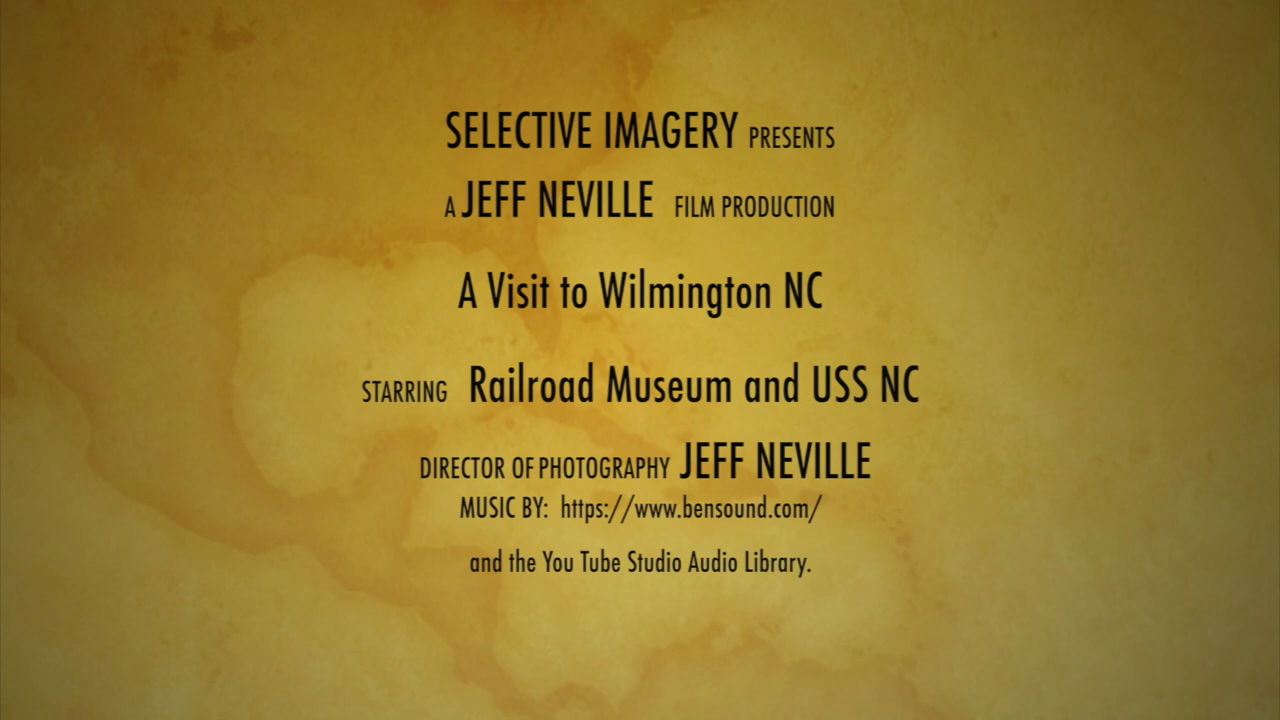 SELECTIVE IMAGERY PRESENTS
A JEFF NEVILLE FILM PRODUCTION
A Visit to Wilmington NC
STARRING Railroad Museum and USS NC
DIRECTOR OF PHOTOGRAPHY JEFF NEVILLE
MUSIC BY: https://www.bensound.com/
and the You Tube Studio Audio Library.